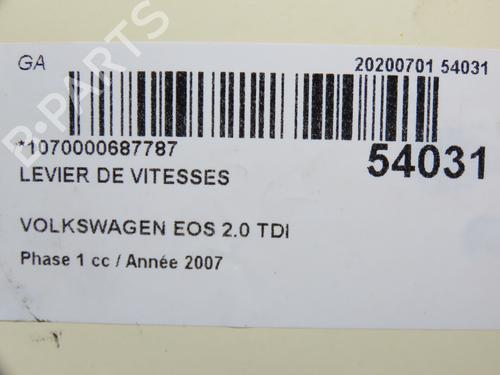 GA
20200701 54031
*1070000687787
54031
LEVIER DE VITESSES
VOLKSWAGEN EOS 2.0 TDI
Phase 1 cc / Année 2007
B-PARTS